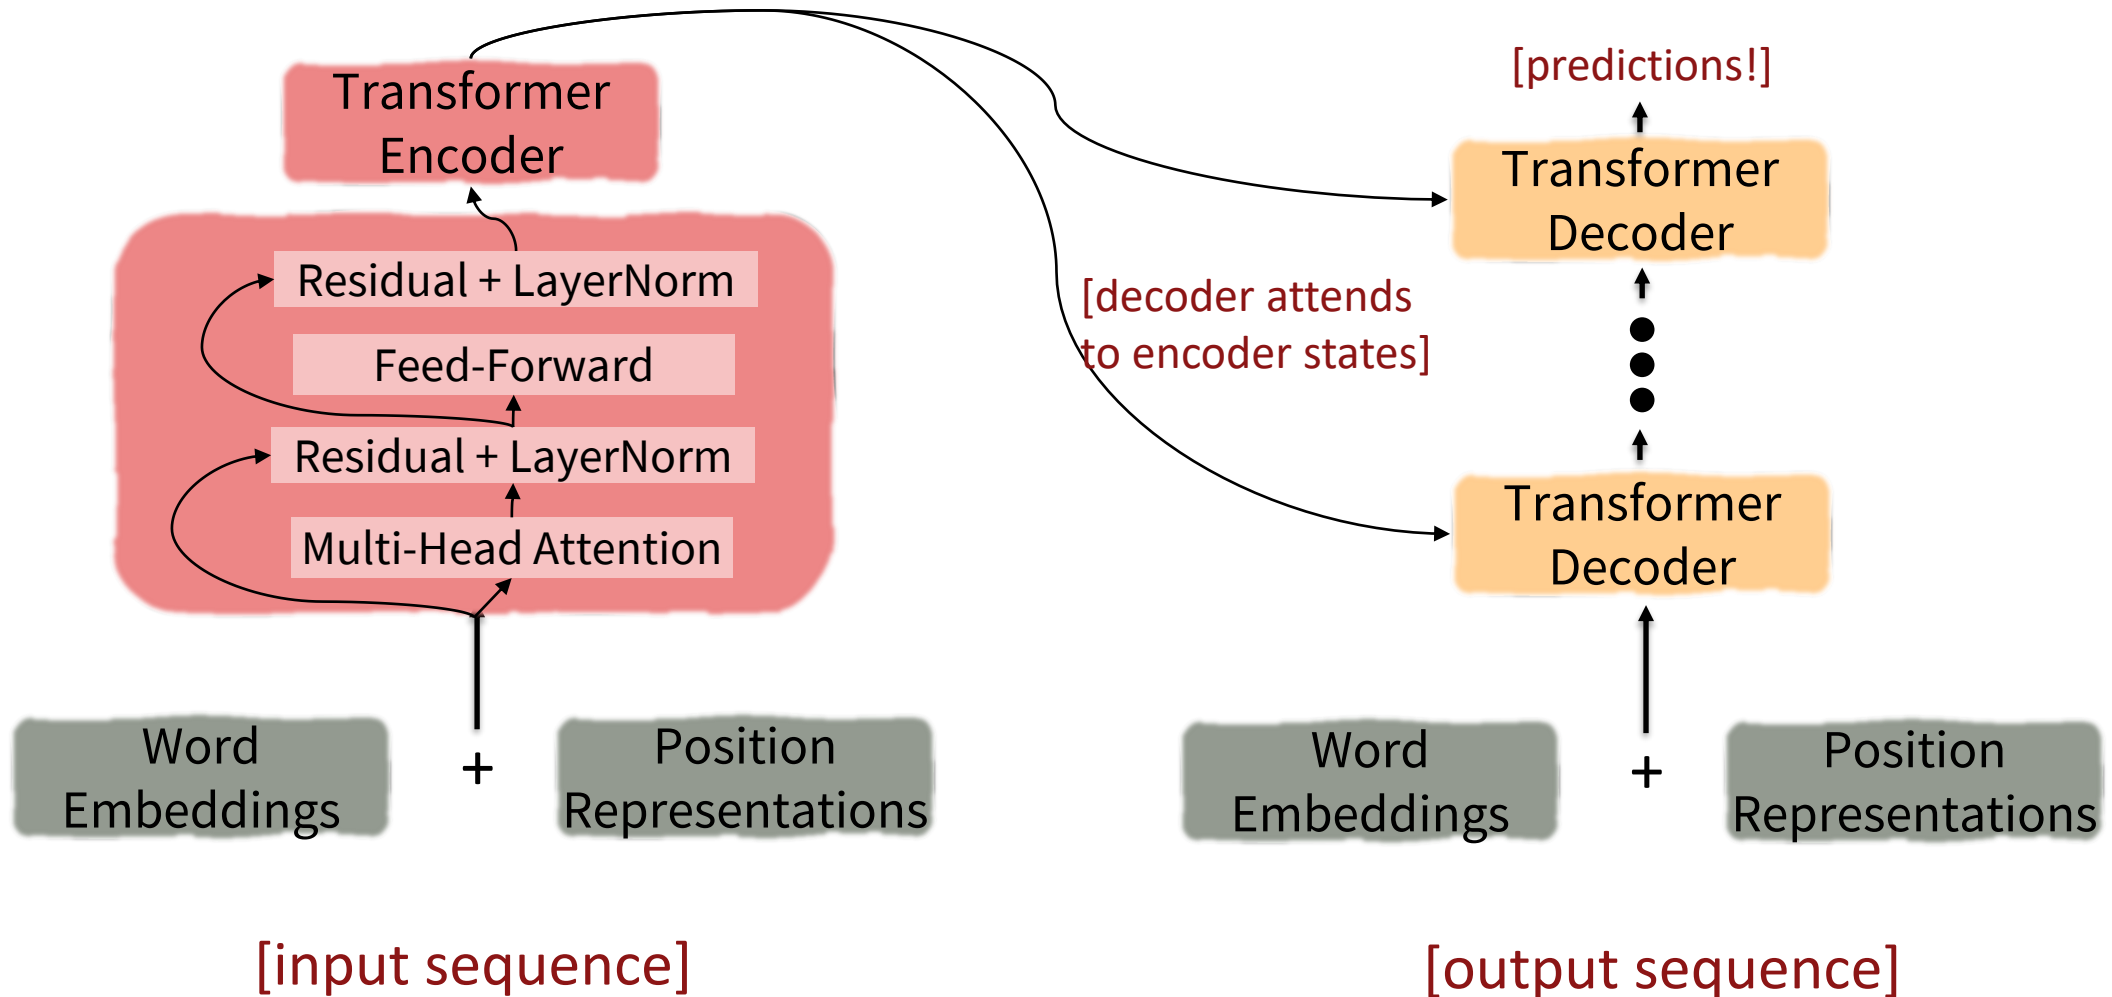 Transformer
Encoder
Residual + LayerNorm
Feed-Forward
Residual + LayerNorm
Multi-Head Attention
Word
Embeddings
+
Position
Representations
[input sequence]
[predictions!]
Transformer
Decoder
[decoder attends
to encoder states]
Transformer
Decoder
Word
Embeddings
+
Position
Representations
[output sequence]